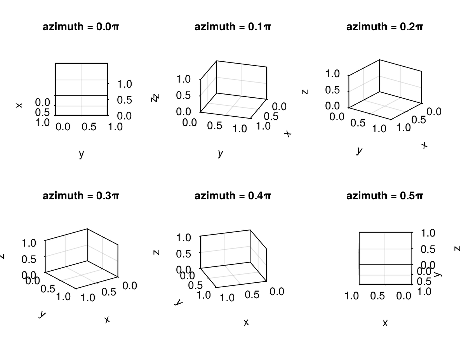 azimuth = 0.0π azimuth = 0.1π azimuth = 0.2π
x 0.0 0.5 1.0 1.0 0.5 0.0 z
0.0 0.5 1.0
y
z 1.0 0.5 0.0
0.0 0.5 1.0 0.0 0.5 1.0
y x
z 1.0 0.5 0.0
0.0 0.5 1.0 1.0 0.5 0.0
y x
azimuth = 0.3π azimuth = 0.4π azimuth = 0.5π
z 1.0 0.5 0.0
0.0 0.5 1.0 1.0 0.5 0.0
y x
z 1.0 0.5 0.0
1.0 1.0 0.5 0.0
y x
1.0 0.5 0.0 z
0.0 1.0 y
1.0 0.5 0.0
x